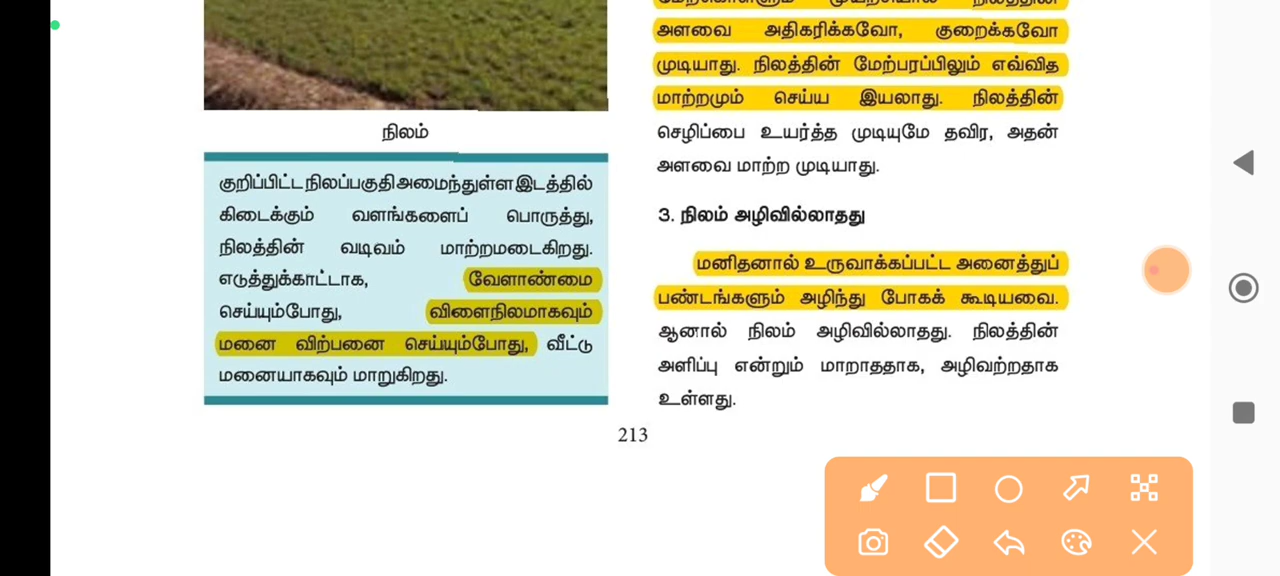 நிலம்
குறிப்பிட்ட நிலப்பகுதி அமைந்துள்ள இடத்தில்
கிடைக்கும் வளங்களைப் பொருத்து,
நிலத்தின் வடிவம் மாற்றமடைகிறது.
எடுத்துக்காட்டாக, வேளாண்மை
செய்யும்போது, விளைநிலமாகவும்
மனை விற்பனை செய்யும்போது, வீட்டு
மனையாகவும் மாறுகிறது.
அளவை அதிகரிக்கவோ, குறைக்கவோ
முடியாது. நிலத்தின் மேற்பரப்பிலும் எவ்வித
மாற்றமும் செய்ய இயலாது. நிலத்தின்
செழிப்பை உயர்த்த முடியுமே தவிர, அதன்
அளவை மாற்ற முடியாது.
3. நிலம் அழிவில்லாதது
மனிதனால் உருவாக்கப்பட்ட அனைத்துப்
பண்டங்களும் அழிந்து போகக் கூடியவை.
ஆனால் நிலம் அழிவில்லாதது. நிலத்தின்
அளிப்பு என்றும் மாறாததாக, அழிவற்றதாக
உள்ளது.
213